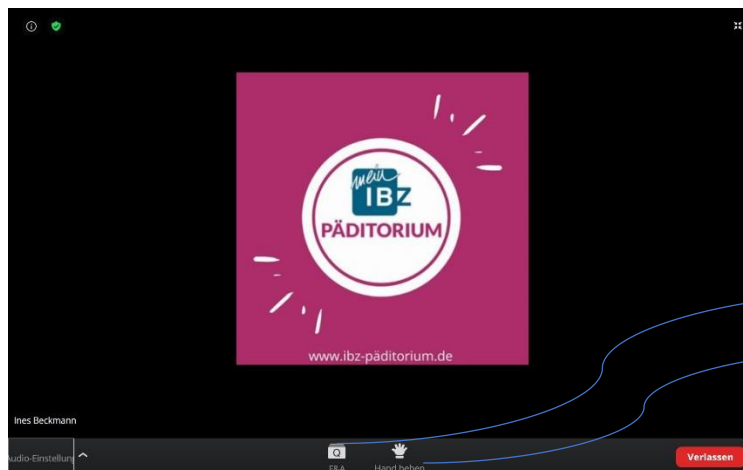 mein
IBZ
PÄDITORIUM
www.ibz-päditorium.de
Ines Beckmann
Audio-Einstellung
Q
F&A
Hand heben
Verlassen